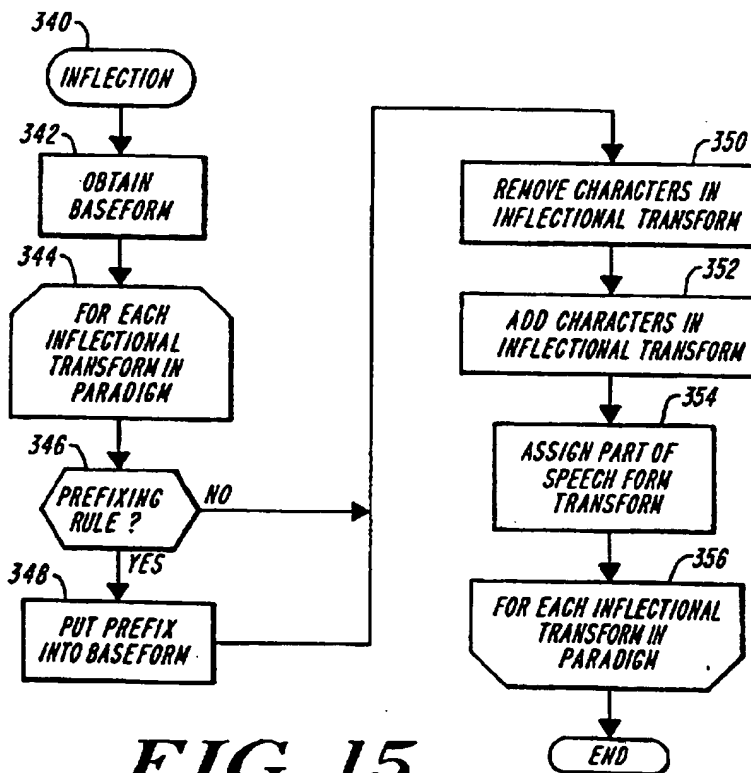 340
INFLECTION
342
OBTAIN
BASEFORM
344
FOR EACH
INFLECTIONAL
TRANSFORM IN
PARADIGM
346
PREFIXING
RULE ?
NO
YES
348
PUT PREFIX
INTO BASEFORM
350
REMOVE CHARACTERS IN
INFLECTIONAL TRANSFORM
352
ADD CHARACTERS IN
INFLECTIONAL TRANSFORM
354
ASSIGN PART OF
SPEECH FORM
TRANSFORM
356
FOR EACH INFLECTIONAL
TRANSFORM IN
PARADIGM
END
FIG. 15